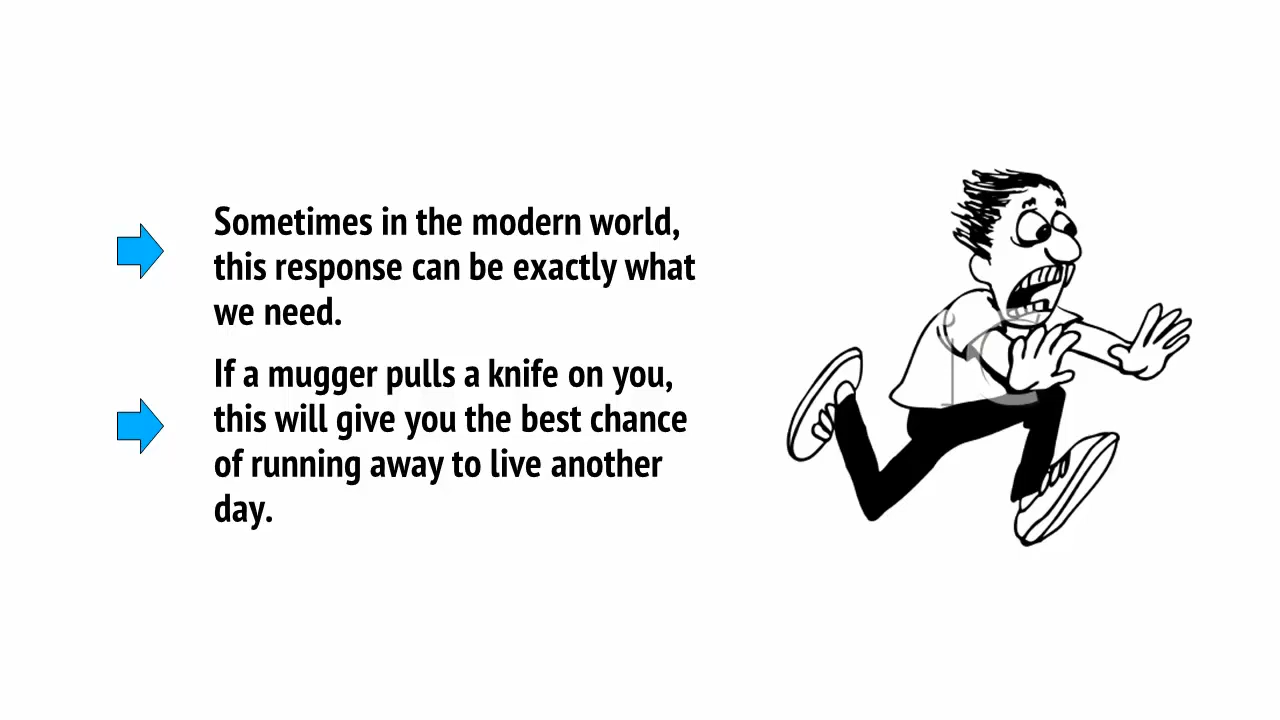 Sometimes in the modern world,
this response can be exactly what
we need.
If a mugger pulls a knife on you,
this will give you the best chance
of running away to live another
day.